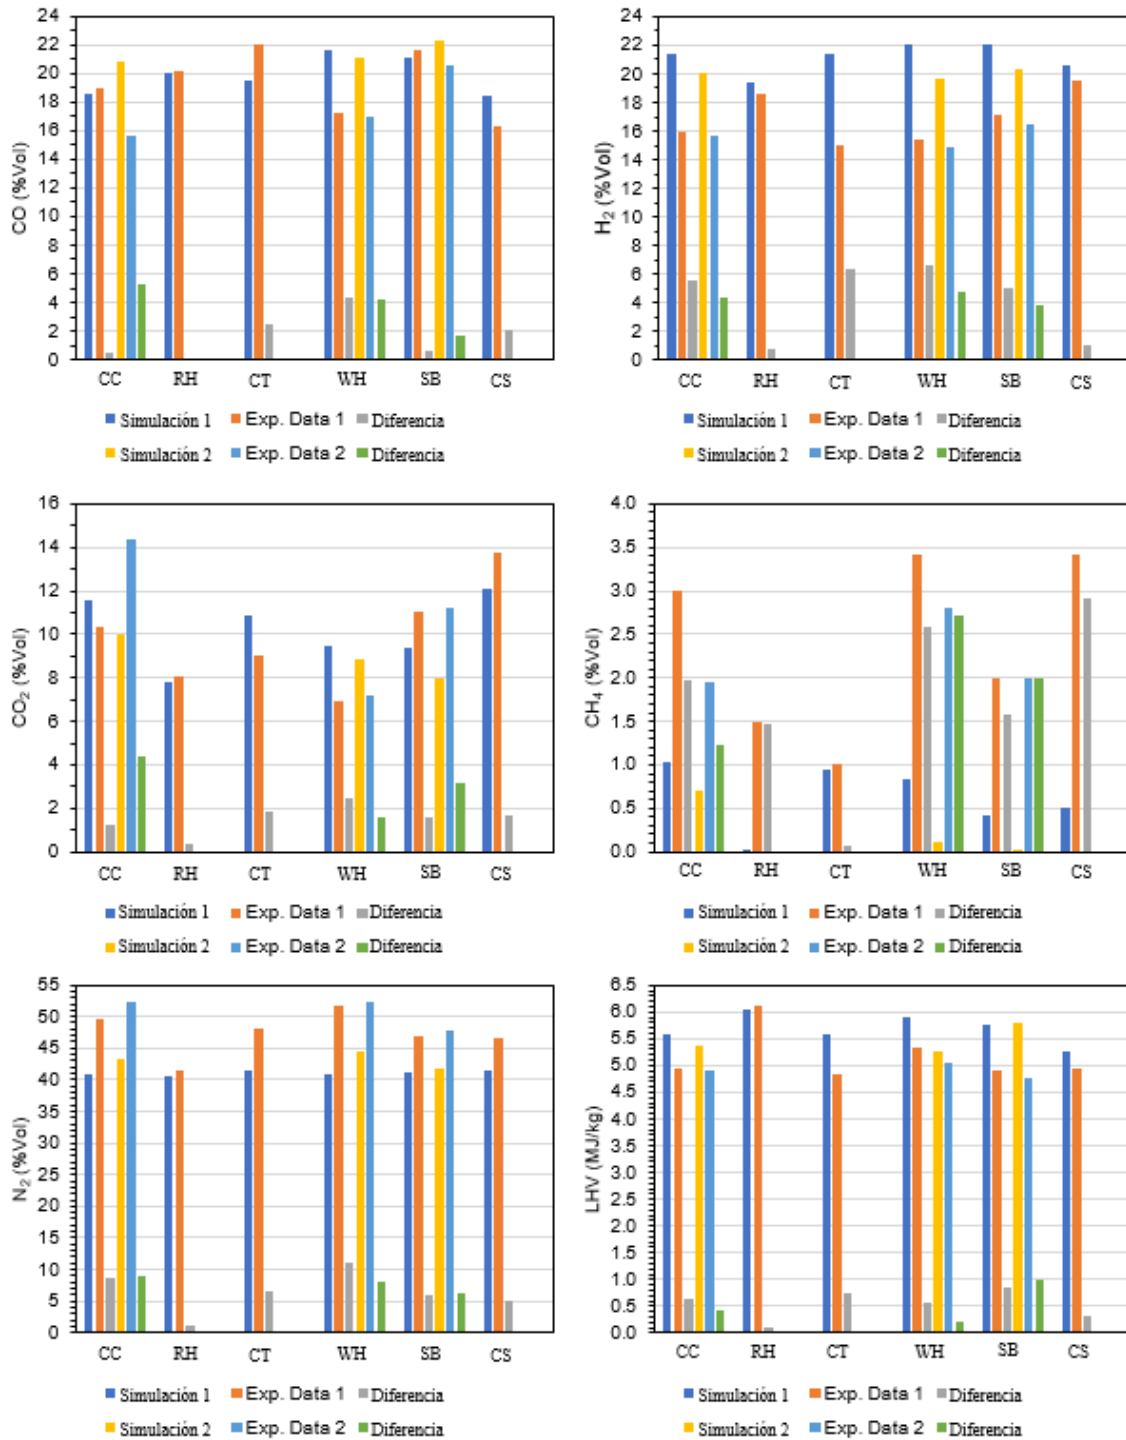 24
22
20
18
16
14
12
10
8
6
4
2
0
CO (%Vol)
CC RH CT WH SB CS
Simulación 1 Exp. Data 1 Diferencia
Simulación 2 Exp. Data 2 Diferencia
24
22
20
18
16
14
12
10
8
6
4
2
0
H₂ (%Vol)
CC RH CT WH SB CS
Simulación 1 Exp. Data 1 Diferencia
Simulación 2 Exp. Data 2 Diferencia
16
14
12
10
8
6
4
2
0
CO₂ (%Vol)
CC RH CT WH SB CS
Simulación 1 Exp. Data 1 Diferencia
Simulación 2 Exp. Data 2 Diferencia
4.0
3.5
3.0
2.5
2.0
1.5
1.0
0.5
0.0
CH₄ (%Vol)
CC RH CT WH SB CS
Simulación 1 Exp. Data 1 Diferencia
Simulación 2 Exp. Data 2 Diferencia
55
50
45
40
35
30
25
20
15
10
5
0
N₂ (%Vol)
CC RH CT WH SB CS
Simulación 1 Exp. Data 1 Diferencia
Simulación 2 Exp. Data 2 Diferencia
6.5
6.0
5.5
5.0
4.5
4.0
3.5
3.0
2.5
2.0
1.5
1.0
0.5
0.0
LHV (MJ/kg)
CC RH CT WH SB CS
Simulación 1 Exp. Data 1 Diferencia
Simulación 2 Exp. Data 2 Diferencia